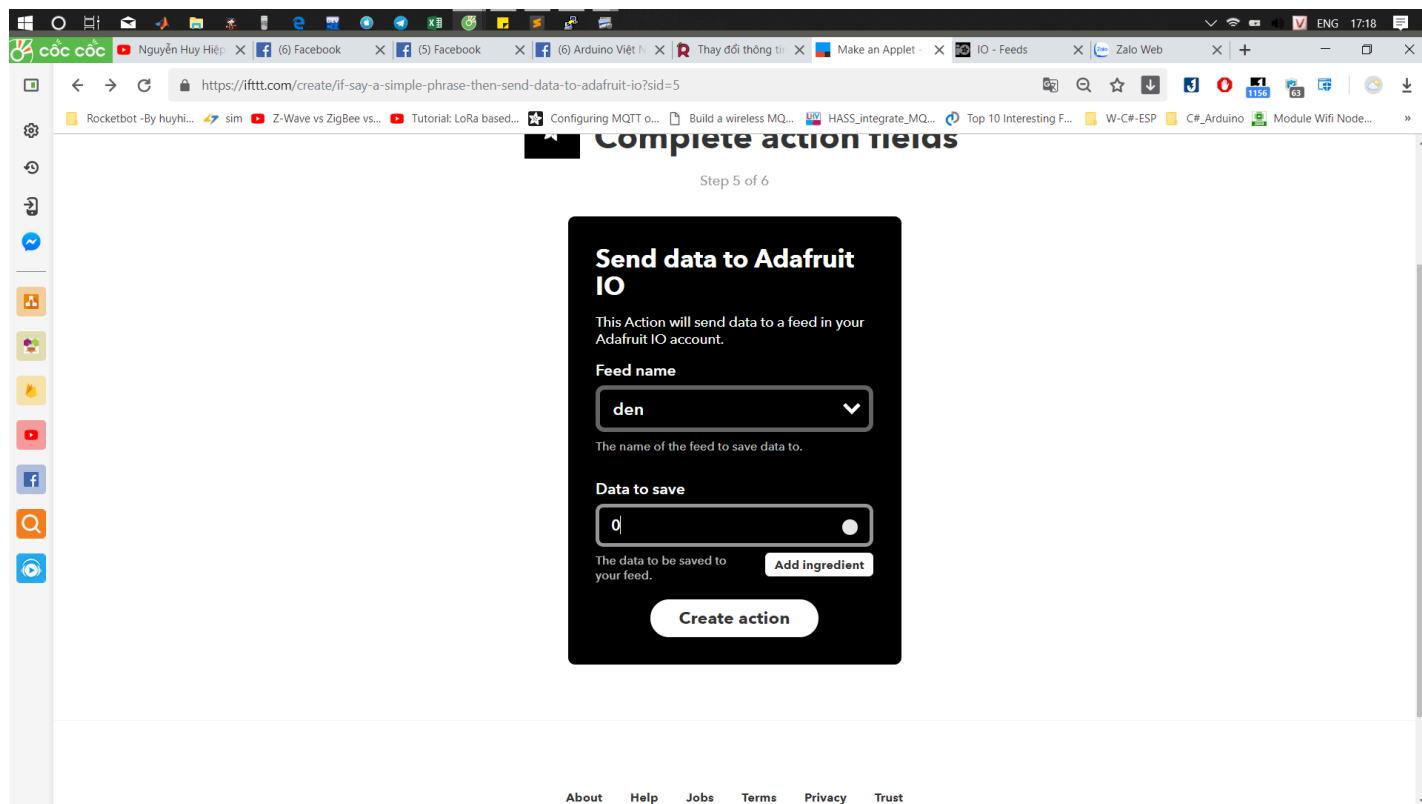 ENG 17:18
cốc cốc Nguyễn Huy Hiệp (6) Facebook (5) Facebook (6) Arduino Việt N Thay đổi thông tin Make an Applet - IO - Feeds Zalo Web
https://ifttt.com/create/if-say-a-simple-phrase-then-send-data-to-adafruit-io?sid=5 1156 63
Rocketbot -By huyhi... sim Z-Wave vs ZigBee vs... Tutorial: LoRa based... Configuring MQTT o... Build a wireless MQ... HASS_integrate_MQ... Top 10 Interesting F... W-C#-ESP C#_Arduino Module Wifi Node... »
Complete action fields
Step 5 of 6
Send data to Adafruit
IO
This Action will send data to a feed in your
Adafruit IO account.
Feed name
den
The name of the feed to save data to.
Data to save
0
The data to be saved to
your feed.
Add ingredient
Create action
About Help Jobs Terms Privacy Trust